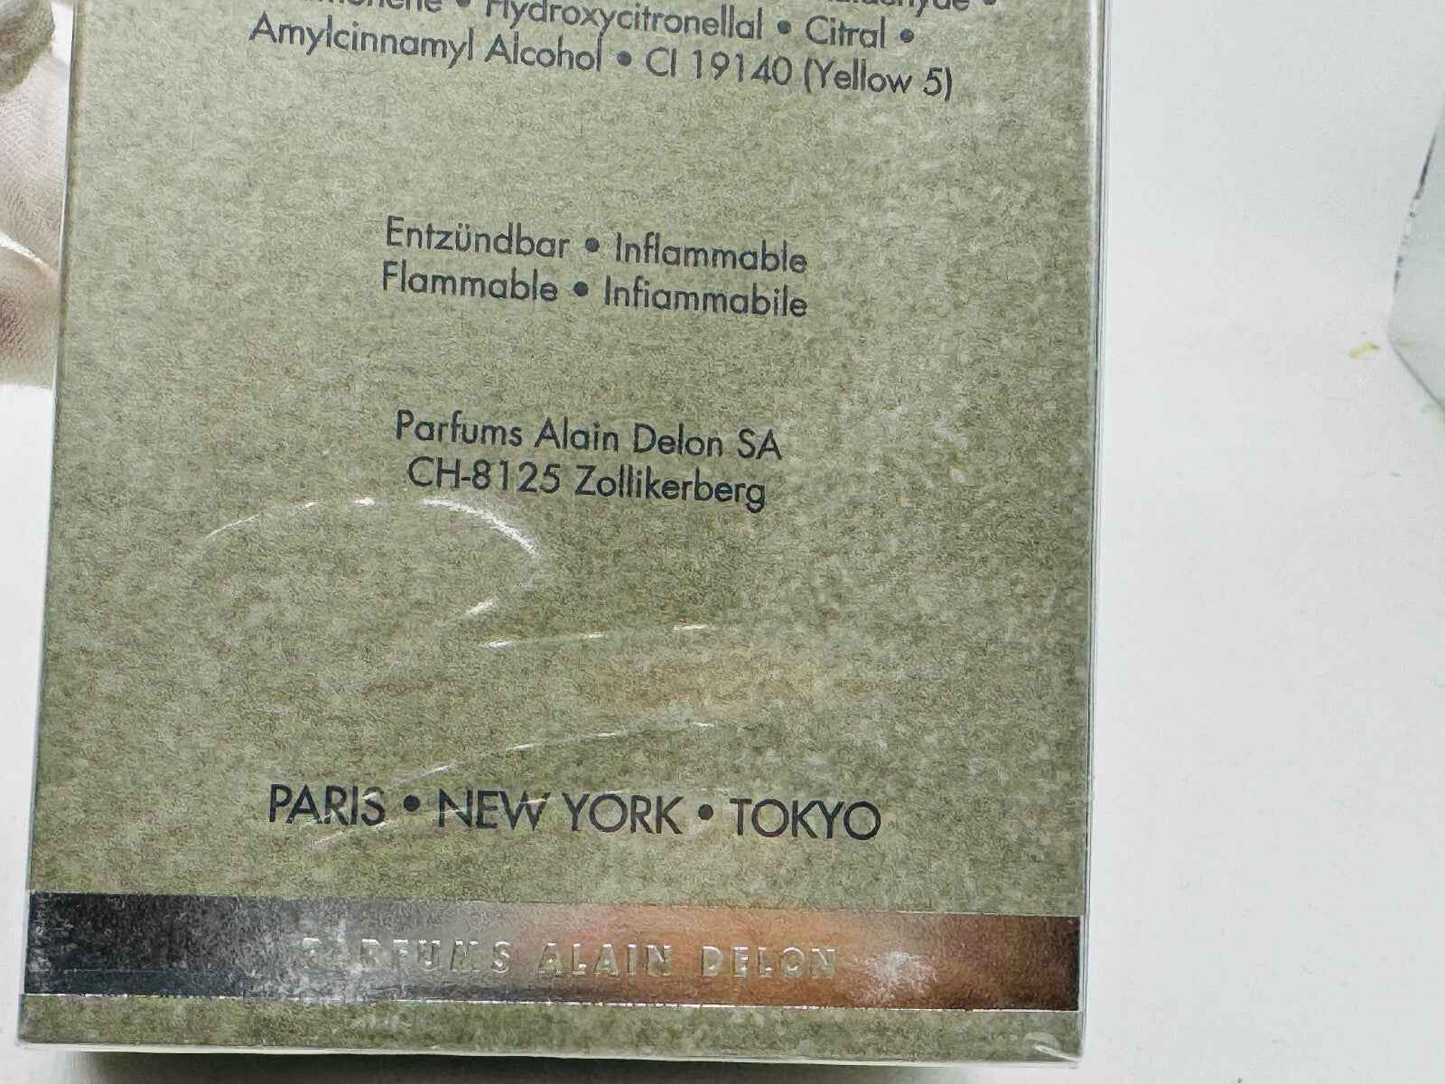 • Hydroxycitronellal • Citral •
Amylcinnamyl Alcohol • CI 19140 (Yellow 5)
Entzündbar • Inflammable
Flammable • Infiammabile
Parfums Alain Delon SA
CH-8125 Zollikerberg
PARIS • NEW YORK • TOKYO
PARFUMS ALAIN DELON